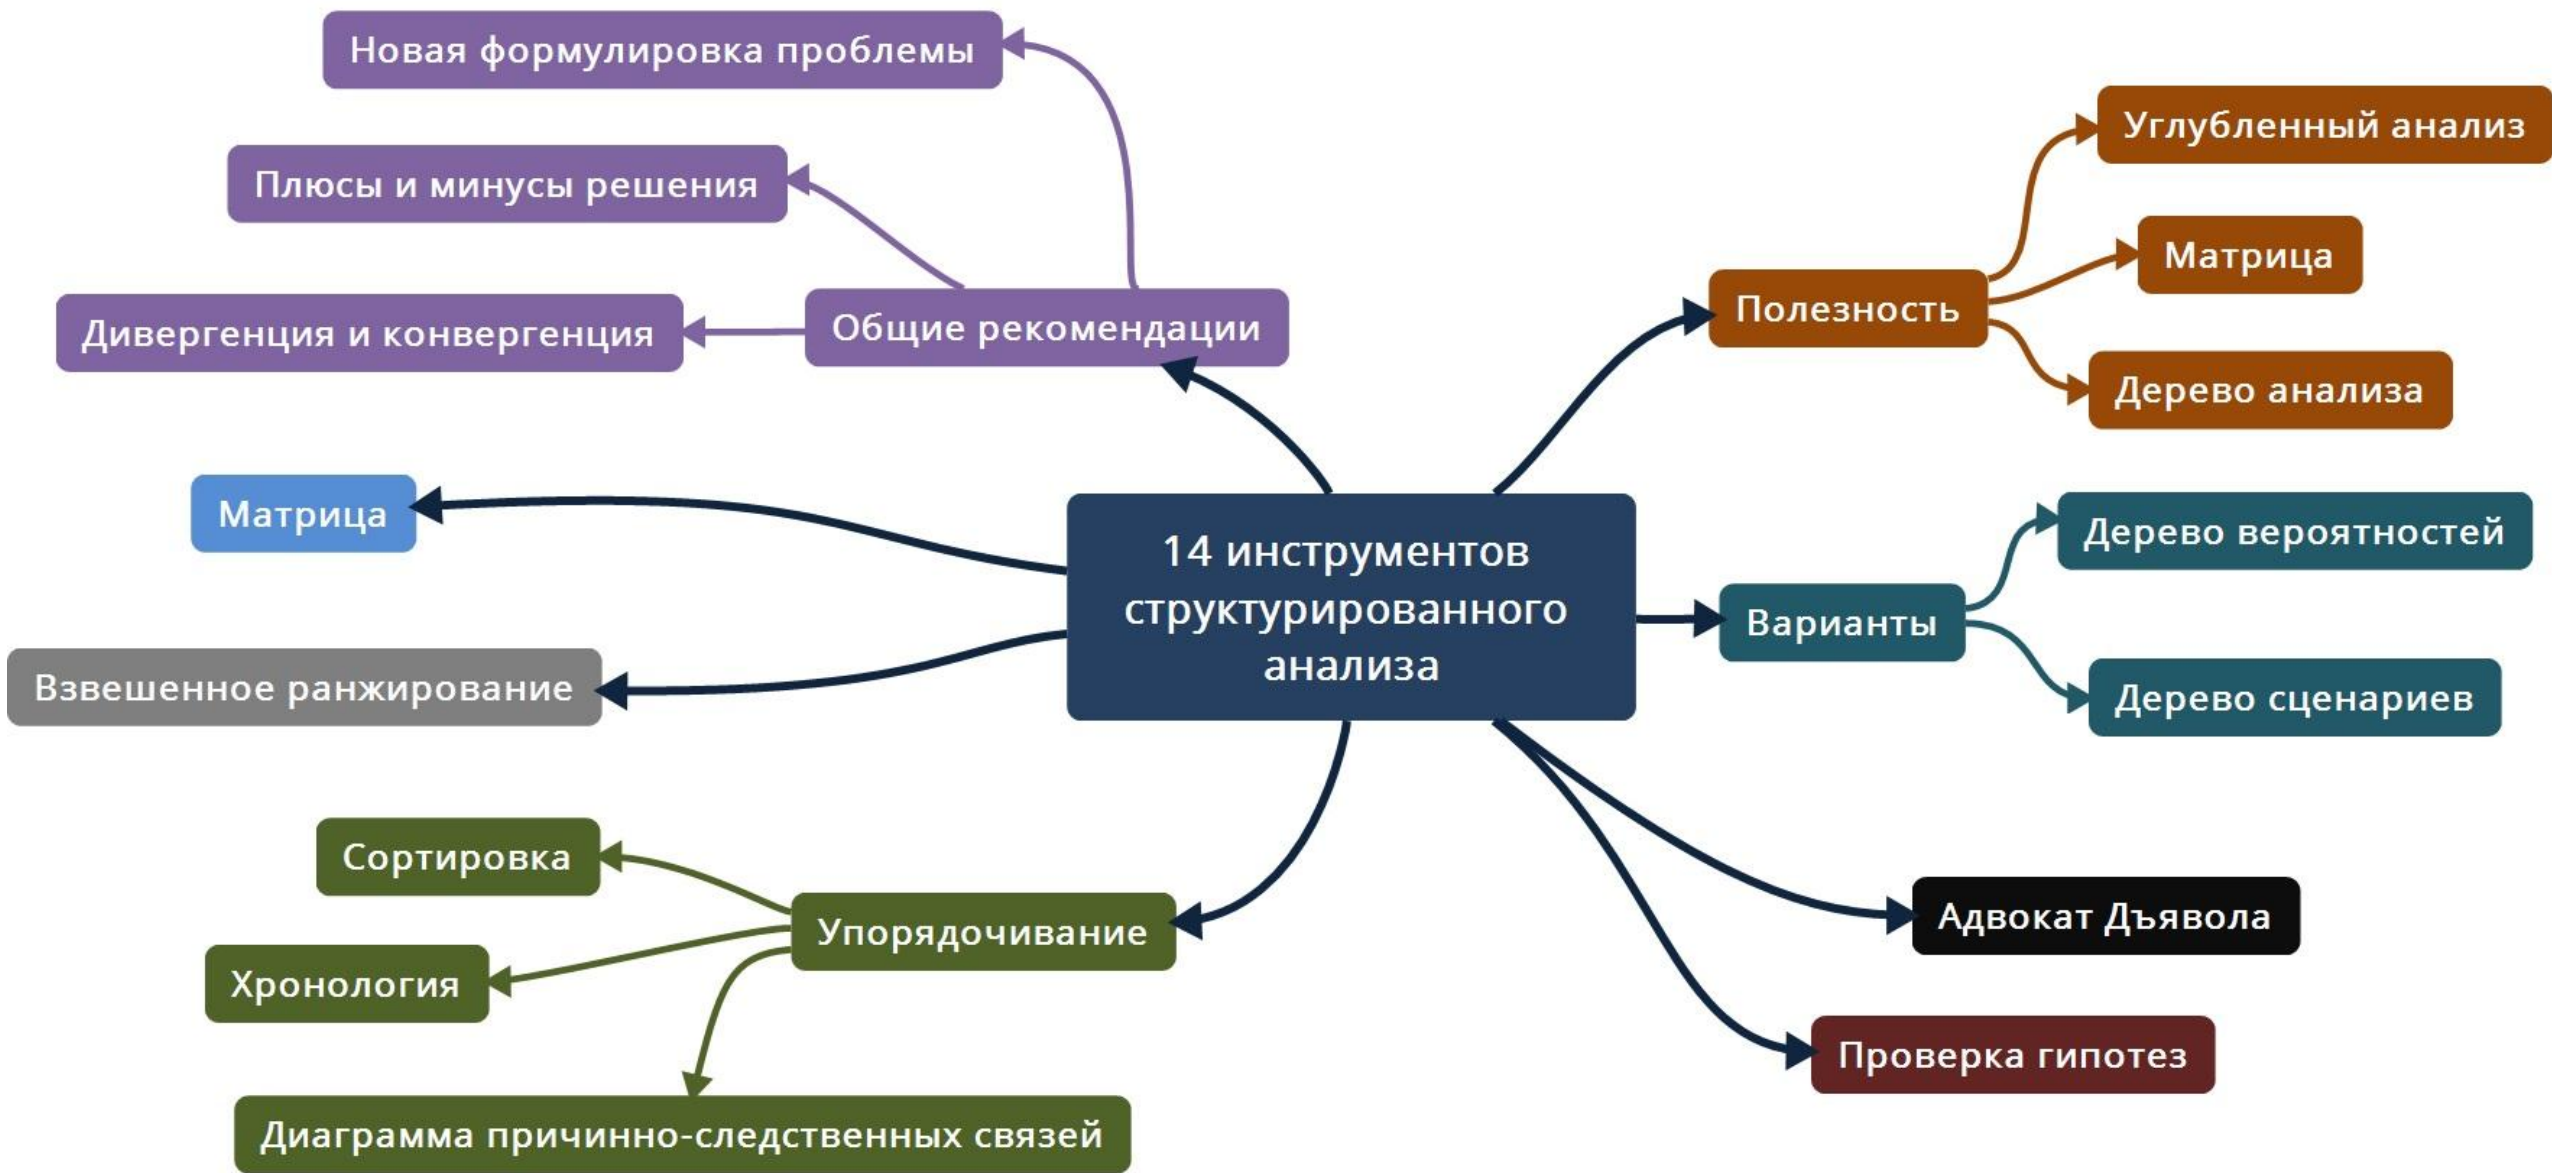 Новая формулировка проблемы
Плюсы и минусы решения
Дивергенция и конвергенция
Общие рекомендации
Матрица
Взвешенное ранжирование
Сортировка
Хронология
Упорядочивание
Диаграмма причинно-следственных связей
14 инструментов
структурированного
анализа
Полезность
Углубленный анализ
Матрица
Дерево анализа
Варианты
Дерево вероятностей
Дерево сценариев
Адвокат Дъявола
Проверка гипотез